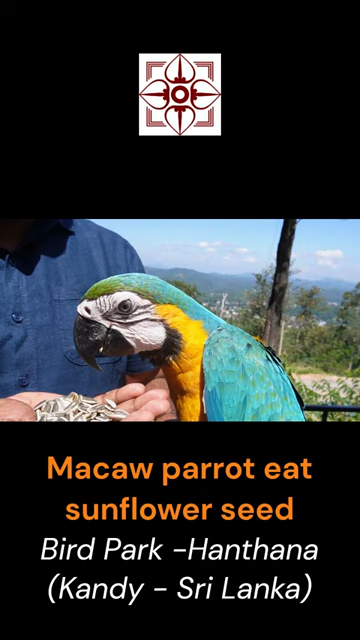 Macaw parrot eat
sunflower seed
Bird Park -Hanthana
(Kandy - Sri Lanka)